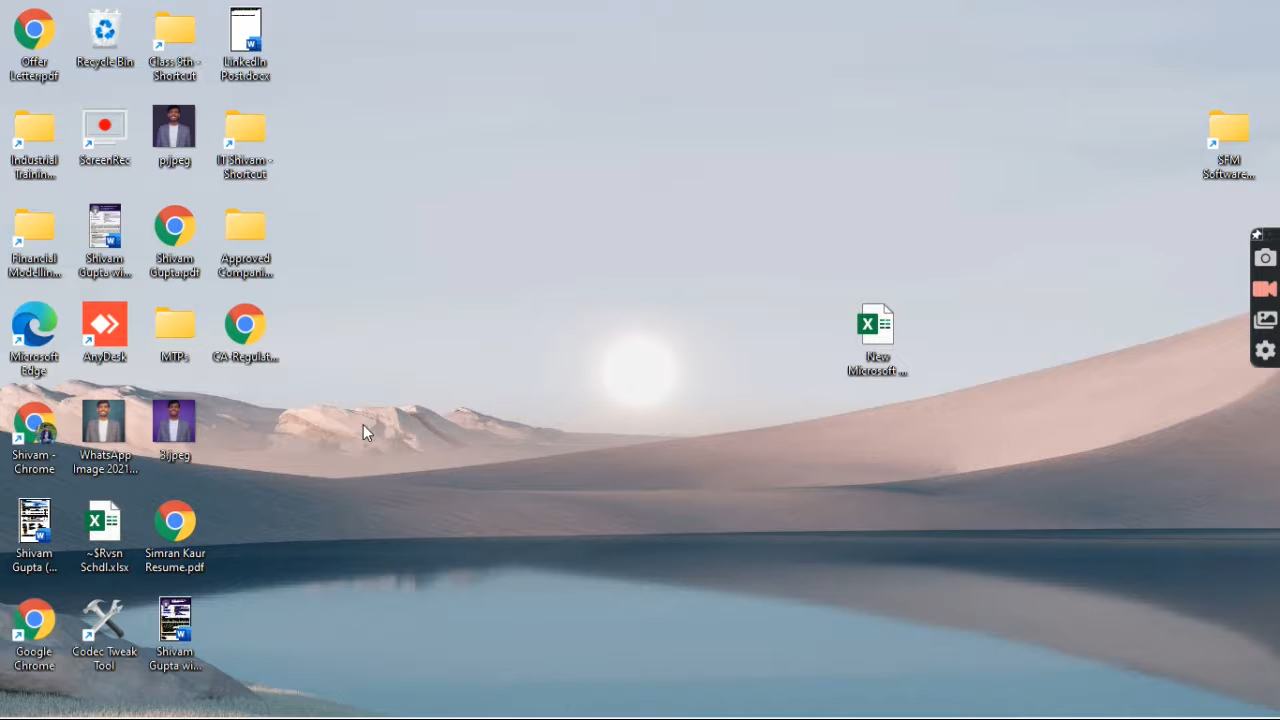 Offer
Letter.pdf
Recycle Bin
Class 9th -
Shortcut
LinkedIn
Post.docx
Industrial
Trainin...
ScreenRec
p.jpeg
IT Shivam -
Shortcut
SFM
Software...
Financial
Modellin...
Shivam
Gupta wi...
Shivam
Gupta.pdf
Approved
Compani...
Microsoft
Edge
AnyDesk
MTPs
CA-Regulat...
New
Microsoft ...
Shivam -
Chrome
WhatsApp
Image 2021...
3.jpeg
Shivam
Gupta (...
~$Rvsn
Schdl.xlsx
Simran Kaur
Resume.pdf
Google
Chrome
Codec Tweak
Tool
Shivam
Gupta wi...